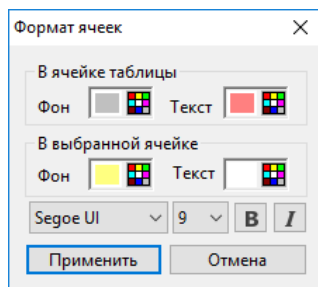 Формат ячеек
В ячейке таблицы
Фон Текст
В выбранной ячейке
Фон Текст
Segoe UI 9 B I
Применить Отмена